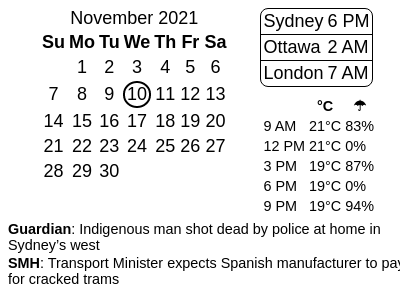 November 2021
Su Mo Tu We Th Fr Sa
1 2 3 4 5 6
7 8 9 10 11 12 13
14 15 16 17 18 19 20
21 22 23 24 25 26 27
28 29 30
Sydney 6 PM
Ottawa 2 AM
London 7 AM
°C ☂
9 AM 21°C 83%
12 PM 21°C 0%
3 PM 19°C 87%
6 PM 19°C 0%
9 PM 19°C 94%
Guardian: Indigenous man shot dead by police at home in
Sydney’s west
SMH: Transport Minister expects Spanish manufacturer to pay
for cracked trams